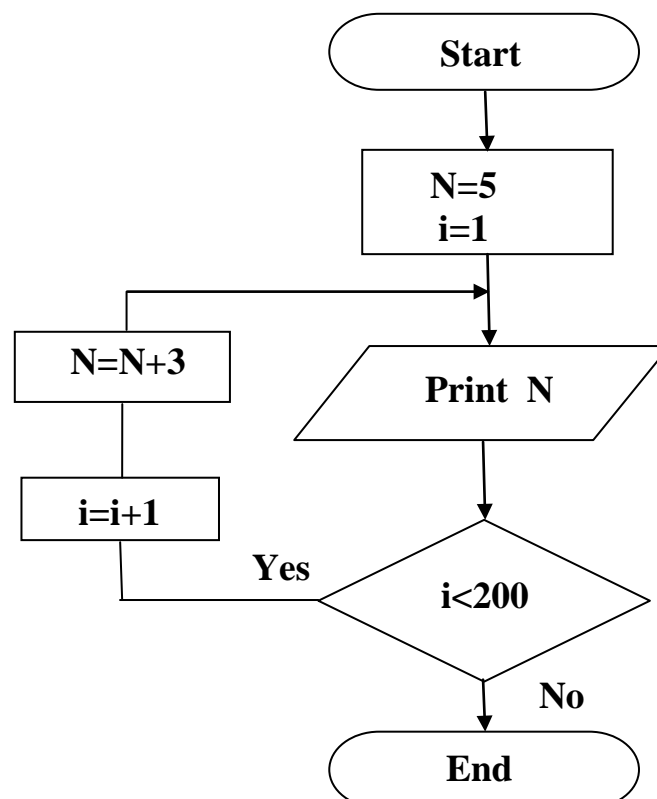 Start
N=5
i=1
N=N+3
Print N
i=i+1
Yes
i<200
No
End